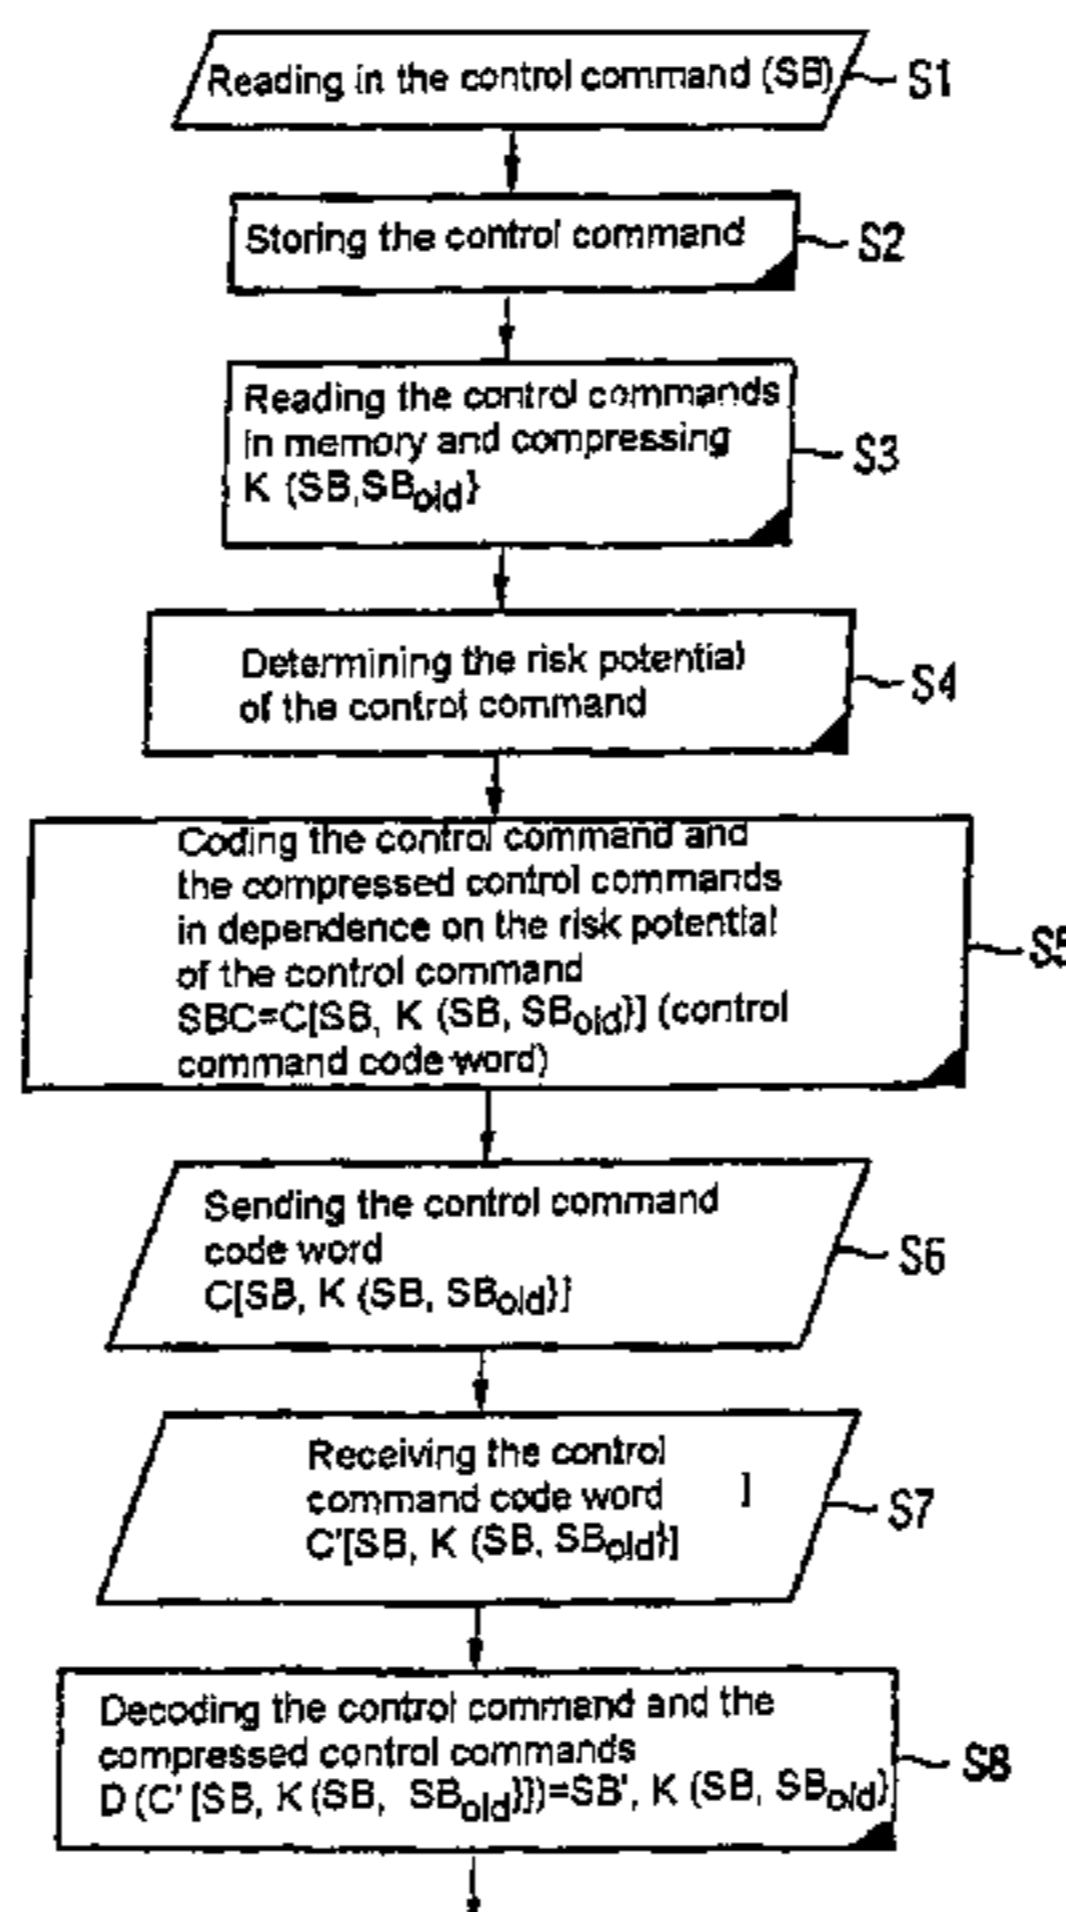 Reading in the control command (SB)
S1
Storing the control command
S2
Reading the control commands
in memory and compressing
K {SB,SBold}
S3
Determining the risk potential
of the control command
S4
Coding the control command and
the compressed control commands
in dependence on the risk potential
of the control command
SBC=C[SB, K {SB, SBold}] (control
command code word)
S5
Sending the control command
code word
C[SB, K {SB, SBold}]
S6
Receiving the control
command code word ]
C'[SB, K {SB, SBold}]
S7
Decoding the control command and the
compressed control commands
D (C' [SB, K {SB, SBold}])=SB', K {SB, SBold}
S8